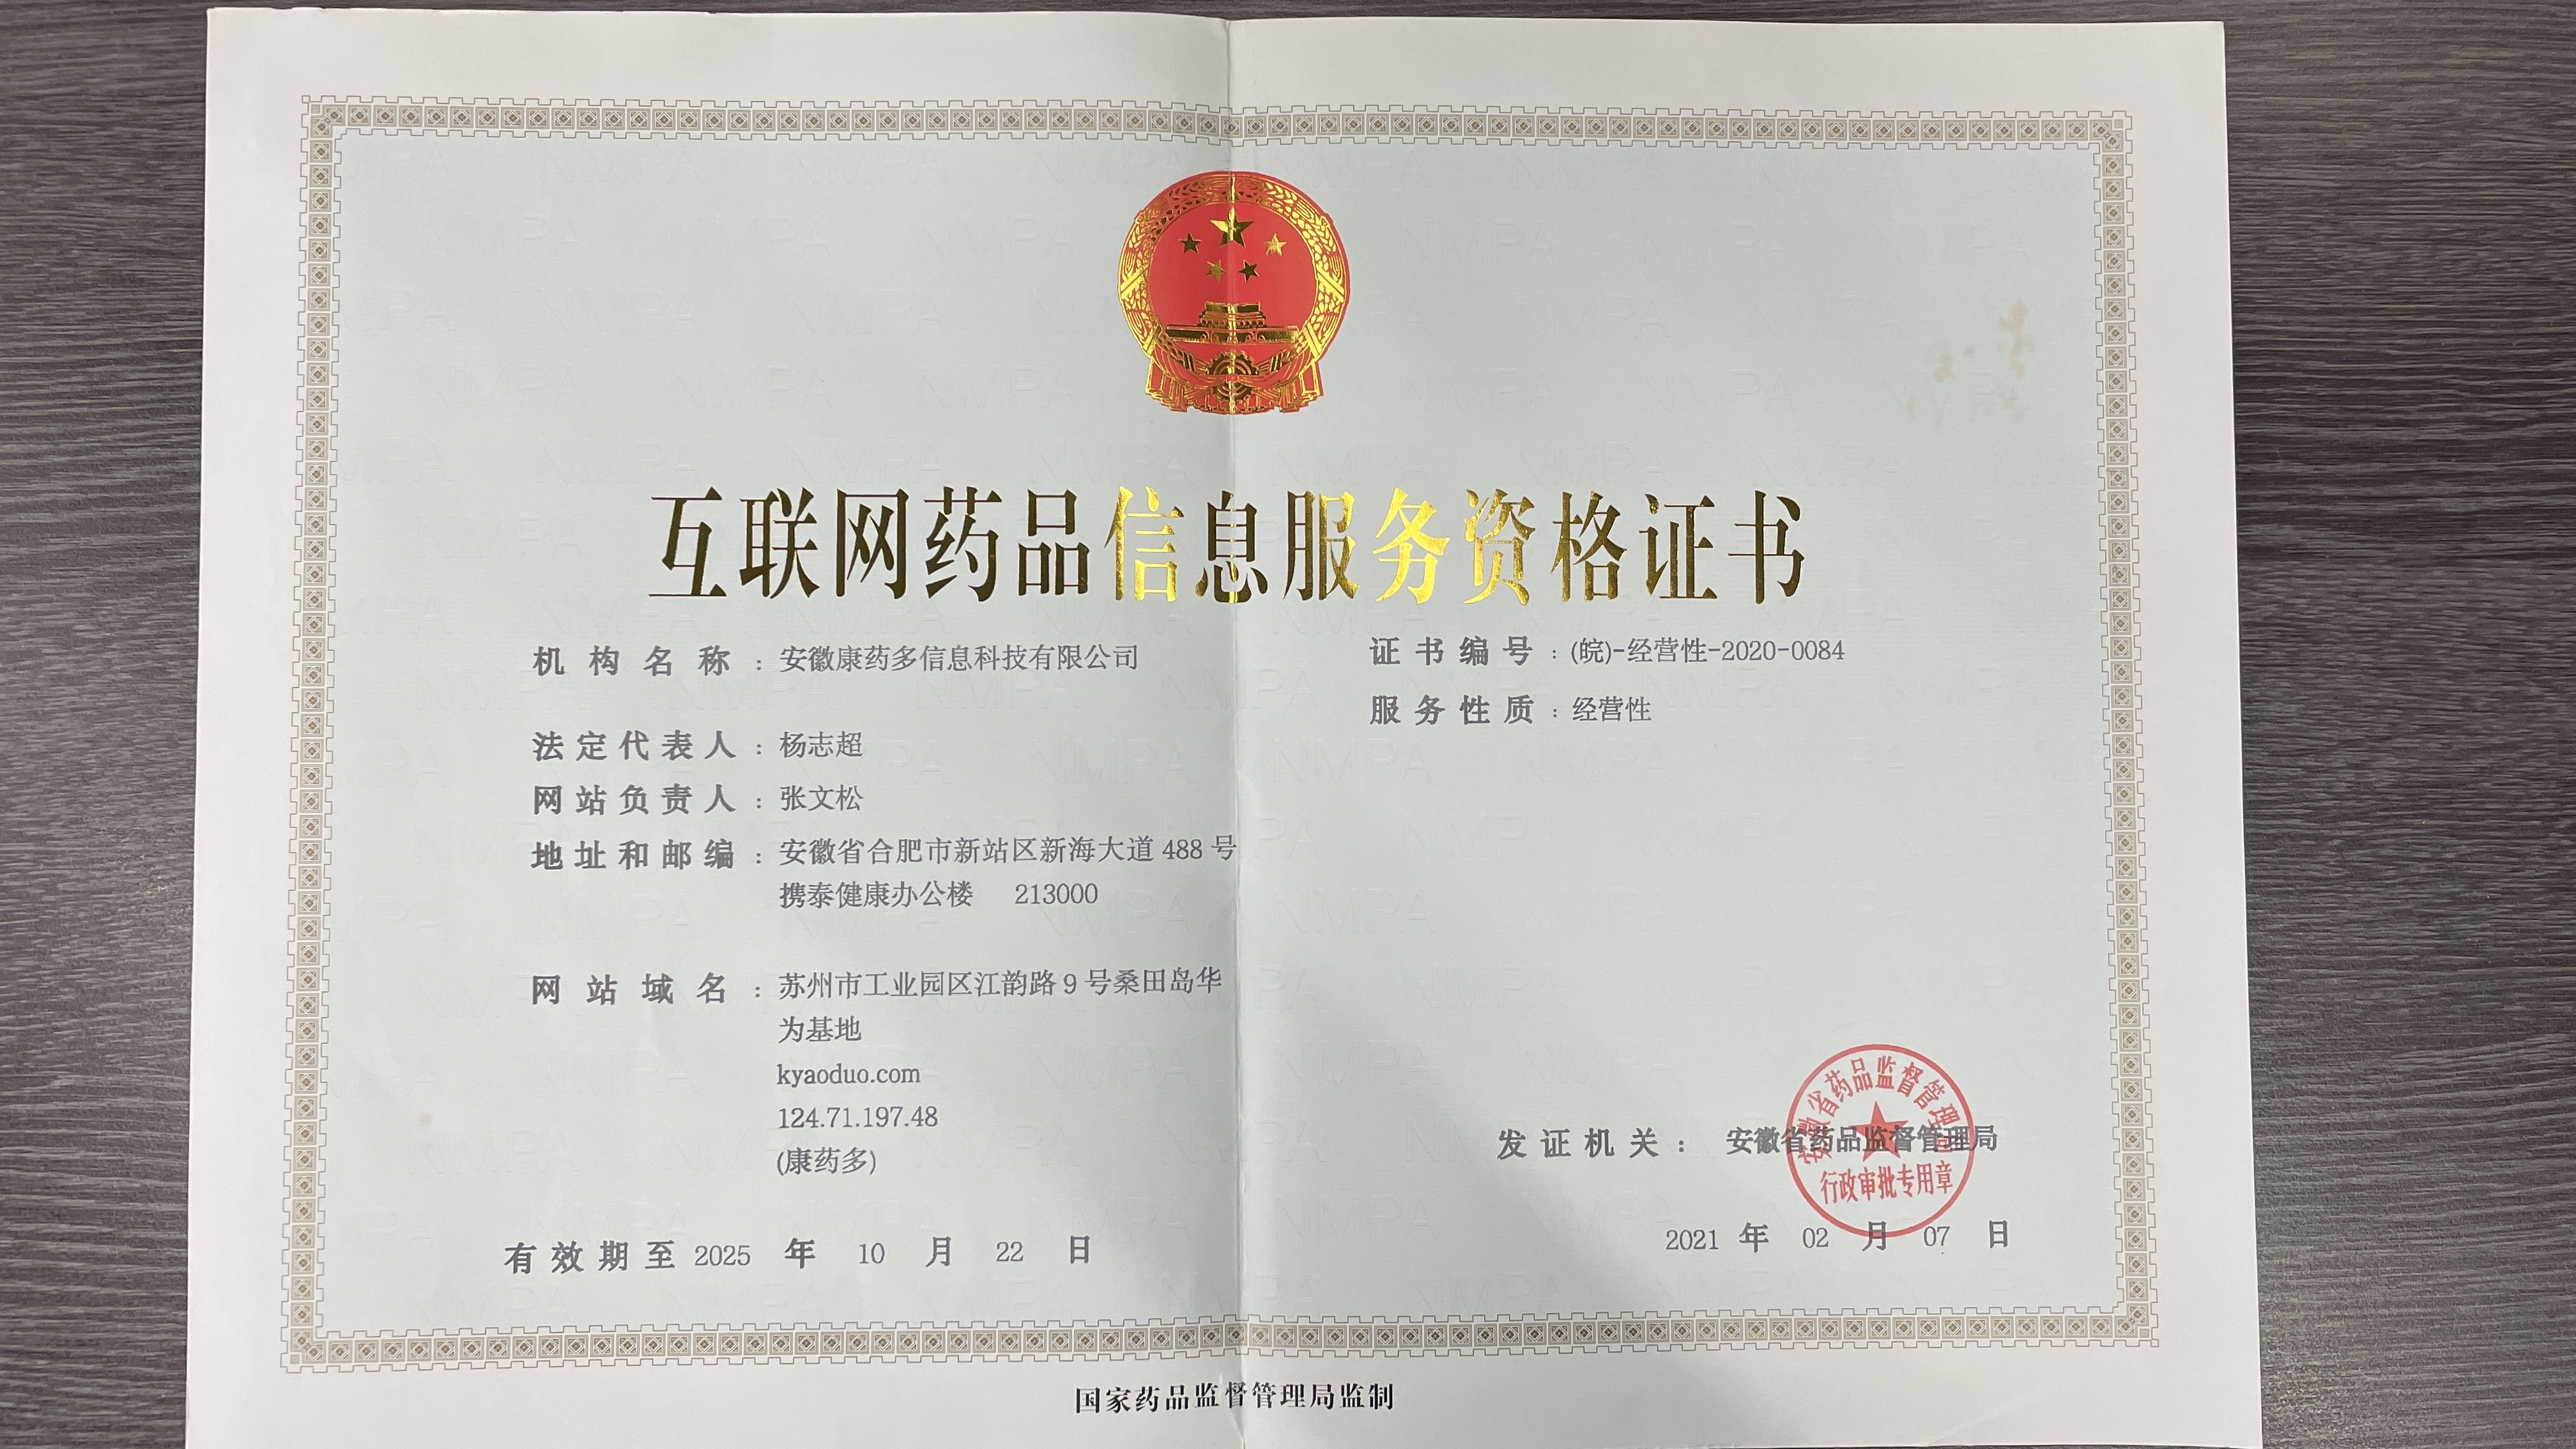 互联网药品信息服务资格证书
机构名称：安徽康药多信息科技有限公司
法定代表人：杨志超
网站负责人：张文松
地址和邮编：安徽省合肥市新站区新海大道 488 号
携泰健康办公楼 213000
网站域名：苏州市工业园区江韵路 9 号桑田岛华
为基地
kyaoduo.com
124.71.197.48
(康药多)
有效期至 2025 年 10 月 22 日
证书编号：(皖)-经营性-2020-0084
服务性质：经营性
发证机关：安徽省药品监督管理局
安徽省药品监督管理局
行政审批专用章
2021 年 02 月 07 日
国家药品监督管理局监制
NMPA